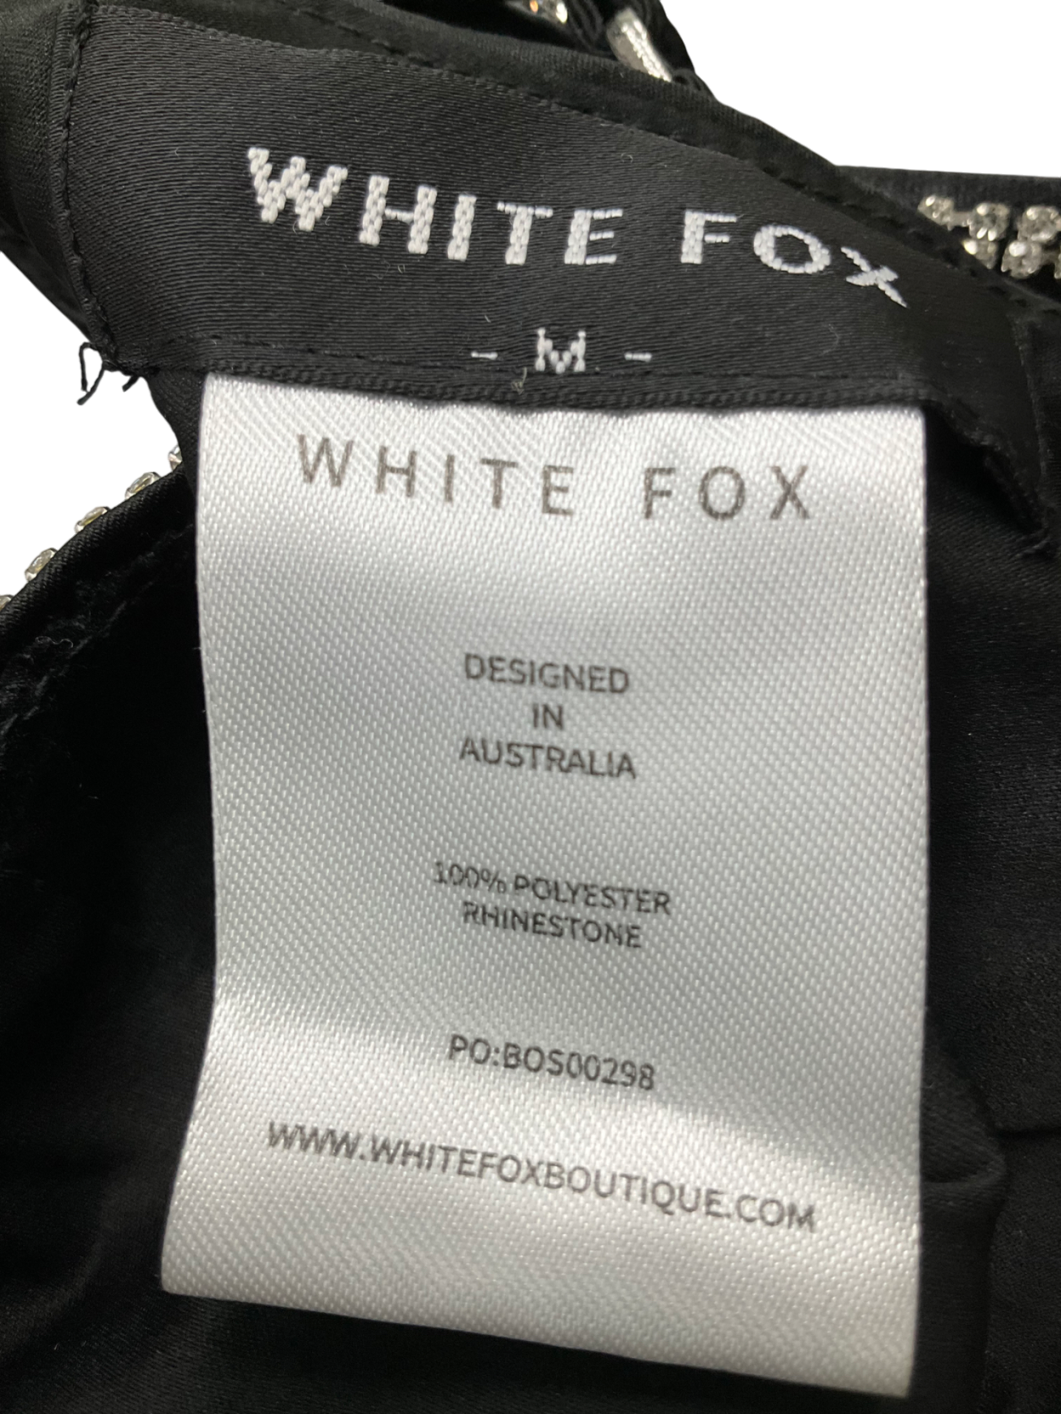 WHITE FOX
- M -
WHITE FOX
DESIGNED
IN
AUSTRALIA
100% POLYESTER
RHINESTONE
PO:BOS00298
WWW.WHITEFOXBOUTIQUE.COM